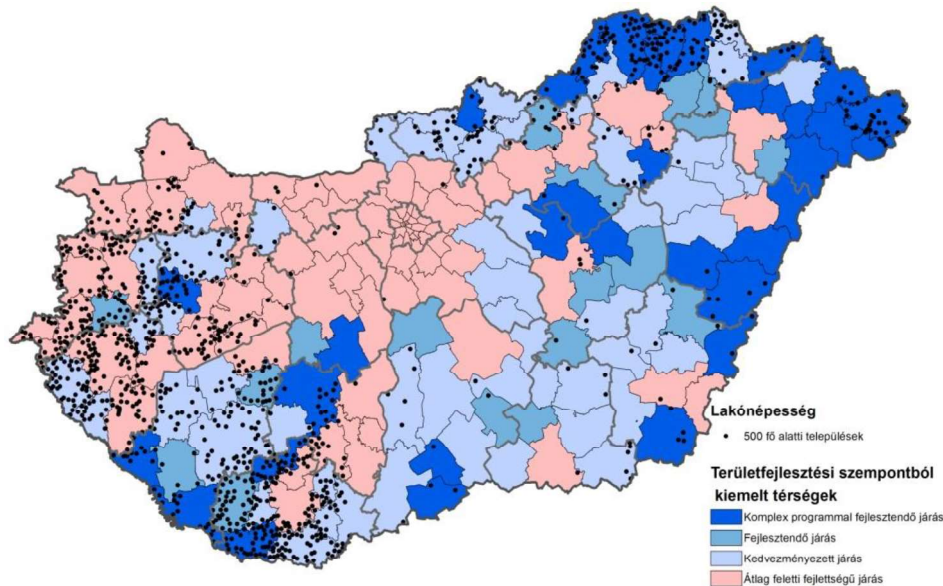 Lakónépesség
500 fő alatti települések
Területfejlesztési szempontból
kiemelt térségek
Komplex programmal fejlesztendő járás
Fejlesztendő járás
Kedvezményezett járás
Átlag feletti fejlettségű járás